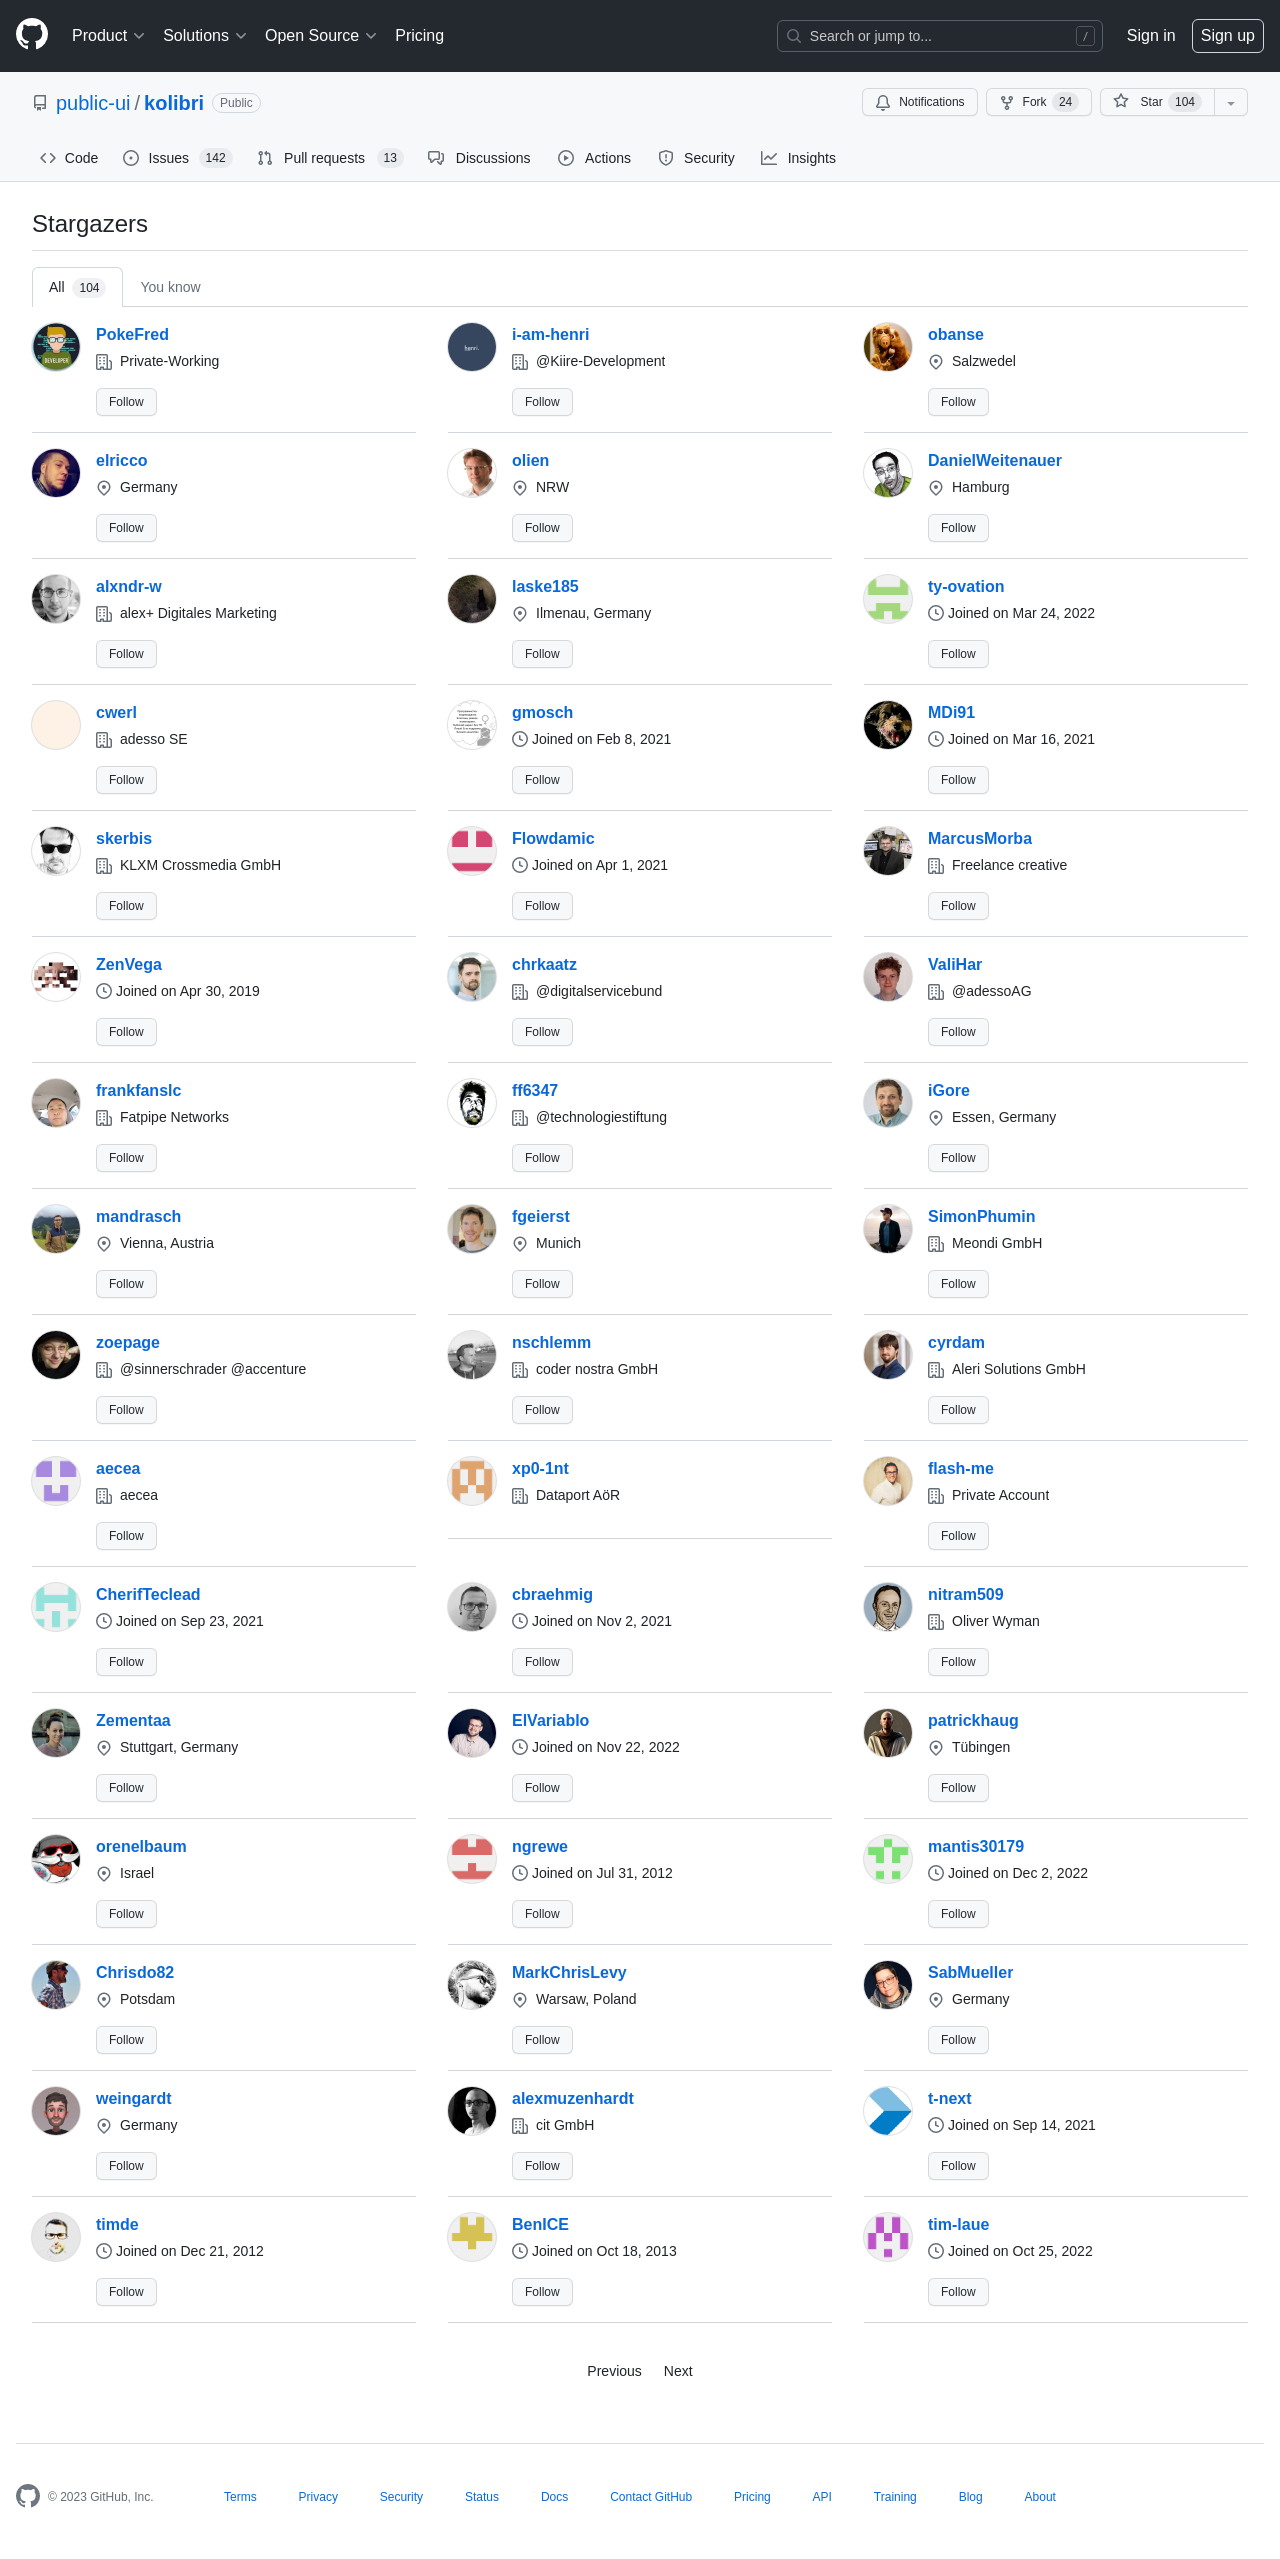 Product Solutions Open Source Pricing Search or jump to... / Sign in Sign up
public-ui / kolibri Public Notifications Fork 24 Star 104
Code Issues 142 Pull requests 13 Discussions Actions Security Insights
Stargazers
All 104 You know
PokeFred i-am-henri obanse
Private-Working @Kiire-Development Salzwedel
Follow Follow Follow
elricco olien DanielWeitenauer
Germany NRW Hamburg
Follow Follow Follow
alxndr-w laske185 ty-ovation
alex+ Digitales Marketing Ilmenau, Germany Joined on Mar 24, 2022
Follow Follow Follow
cwerl gmosch MDi91
adesso SE Joined on Feb 8, 2021 Joined on Mar 16, 2021
Follow Follow Follow
skerbis Flowdamic MarcusMorba
KLXM Crossmedia GmbH Joined on Apr 1, 2021 Freelance creative
Follow Follow Follow
ZenVega chrkaatz ValiHar
Joined on Apr 30, 2019 @digitalservicebund @adessoAG
Follow Follow Follow
frankfanslc ff6347 iGore
Fatpipe Networks @technologiestiftung Essen, Germany
Follow Follow Follow
mandrasch fgeierst SimonPhumin
Vienna, Austria Munich Meondi GmbH
Follow Follow Follow
zoepage nschlemm cyrdam
@sinnerschrader @accenture coder nostra GmbH Aleri Solutions GmbH
Follow Follow Follow
aecea xp0-1nt flash-me
aecea Dataport AöR Private Account
Follow Follow
CherifTeclead cbraehmig nitram509
Joined on Sep 23, 2021 Joined on Nov 2, 2021 Oliver Wyman
Follow Follow Follow
Zementaa ElVariablo patrickhaug
Stuttgart, Germany Joined on Nov 22, 2022 Tübingen
Follow Follow Follow
orenelbaum ngrewe mantis30179
Israel Joined on Jul 31, 2012 Joined on Dec 2, 2022
Follow Follow Follow
Chrisdo82 MarkChrisLevy SabMueller
Potsdam Warsaw, Poland Germany
Follow Follow Follow
weingardt alexmuzenhardt t-next
Germany cit GmbH Joined on Sep 14, 2021
Follow Follow Follow
timde BenICE tim-laue
Joined on Dec 21, 2012 Joined on Oct 18, 2013 Joined on Oct 25, 2022
Follow Follow Follow
Previous Next
© 2023 GitHub, Inc. Terms Privacy Security Status Docs Contact GitHub Pricing API Training Blog About